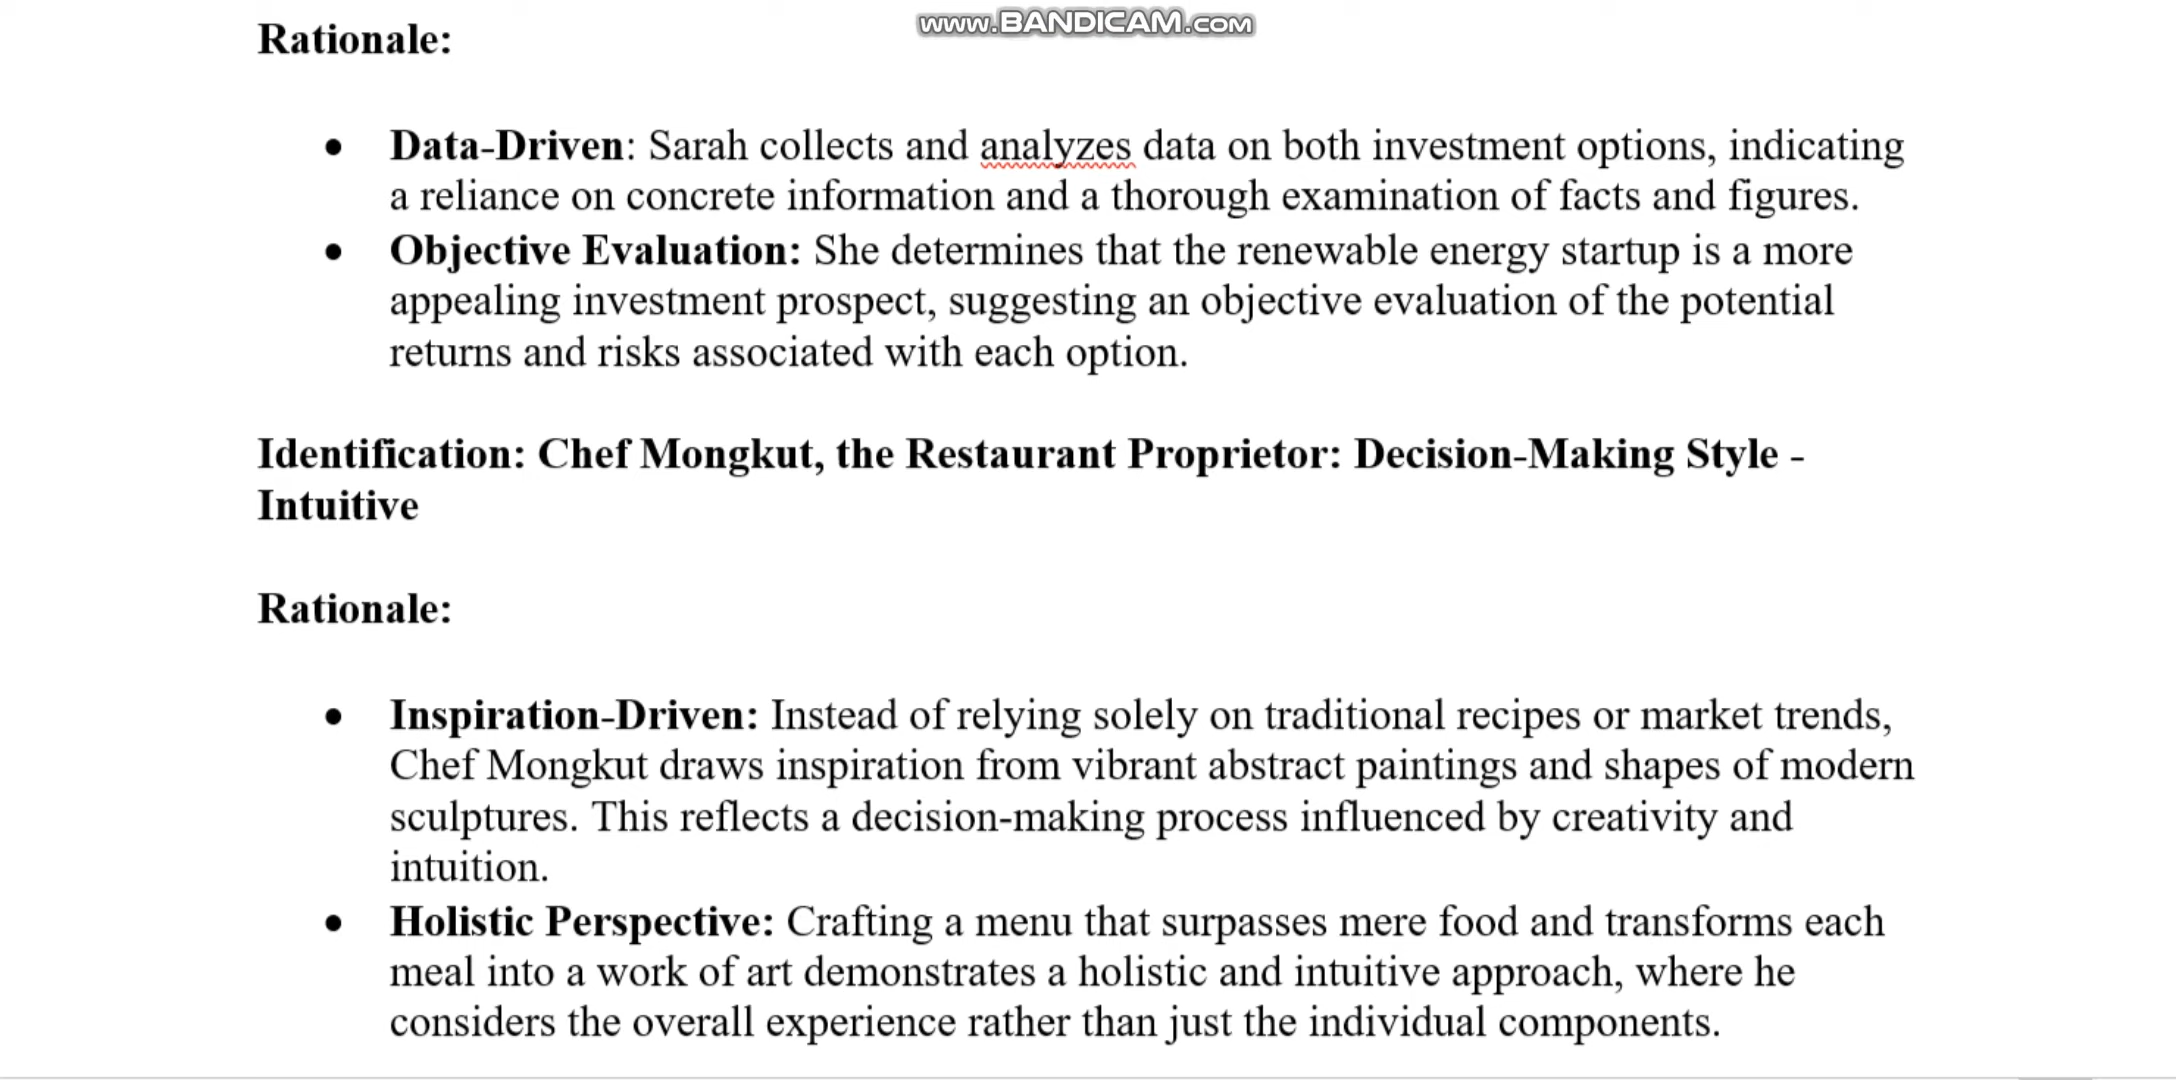 www.BANDICAM.com
Rationale:
• Data-Driven: Sarah collects and analyzes data on both investment options, indicating
a reliance on concrete information and a thorough examination of facts and figures.
• Objective Evaluation: She determines that the renewable energy startup is a more
appealing investment prospect, suggesting an objective evaluation of the potential
returns and risks associated with each option.
Identification: Chef Mongkut, the Restaurant Proprietor: Decision-Making Style -
Intuitive
Rationale:
• Inspiration-Driven: Instead of relying solely on traditional recipes or market trends,
Chef Mongkut draws inspiration from vibrant abstract paintings and shapes of modern
sculptures. This reflects a decision-making process influenced by creativity and
intuition.
• Holistic Perspective: Crafting a menu that surpasses mere food and transforms each
meal into a work of art demonstrates a holistic and intuitive approach, where he
considers the overall experience rather than just the individual components.